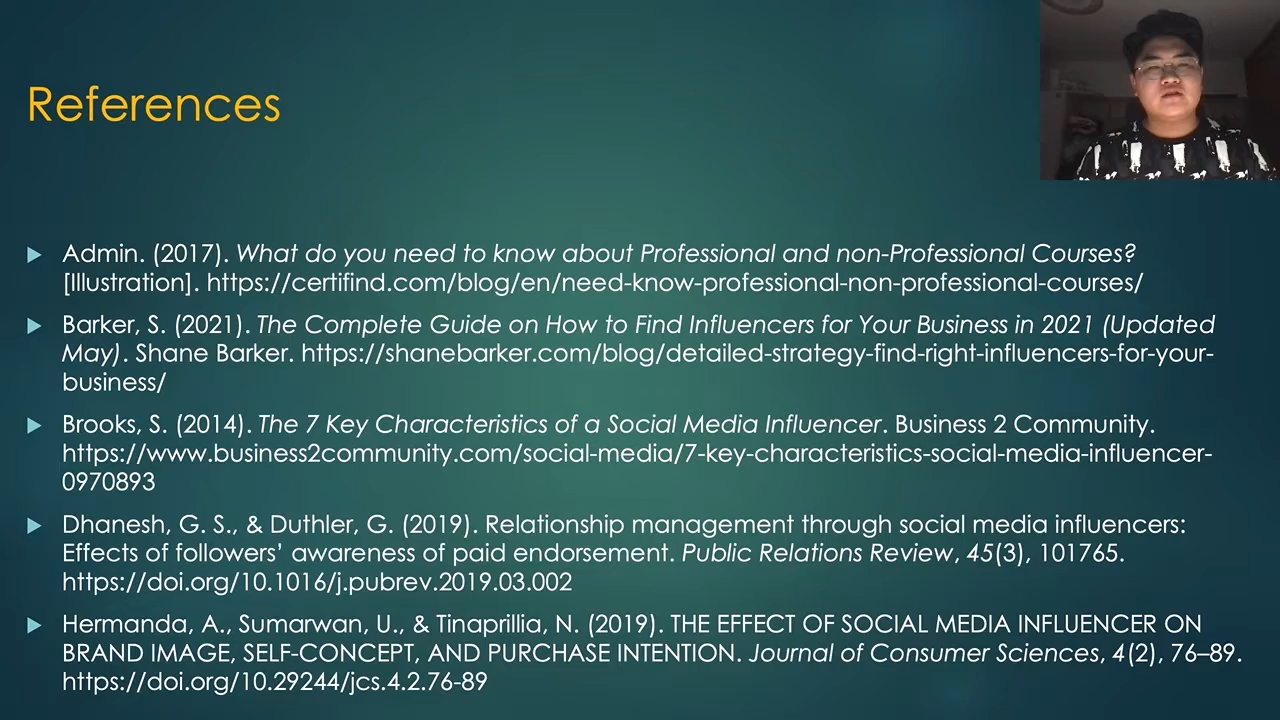 References
Admin. (2017). What do you need to know about Professional and non-Professional Courses?
[Illustration]. https://certifind.com/blog/en/need-know-professional-non-professional-courses/
Barker, S. (2021). The Complete Guide on How to Find Influencers for Your Business in 2021 (Updated
May). Shane Barker. https://shanebarker.com/blog/detailed-strategy-find-right-influencers-for-your-
business/
Brooks, S. (2014). The 7 Key Characteristics of a Social Media Influencer. Business 2 Community.
https://www.business2community.com/social-media/7-key-characteristics-social-media-influencer-
0970893
Dhanesh, G. S., & Duthler, G. (2019). Relationship management through social media influencers:
Effects of followers’ awareness of paid endorsement. Public Relations Review, 45(3), 101765.
https://doi.org/10.1016/j.pubrev.2019.03.002
Hermanda, A., Sumarwan, U., & Tinaprillia, N. (2019). THE EFFECT OF SOCIAL MEDIA INFLUENCER ON
BRAND IMAGE, SELF-CONCEPT, AND PURCHASE INTENTION. Journal of Consumer Sciences, 4(2), 76–89.
https://doi.org/10.29244/jcs.4.2.76-89